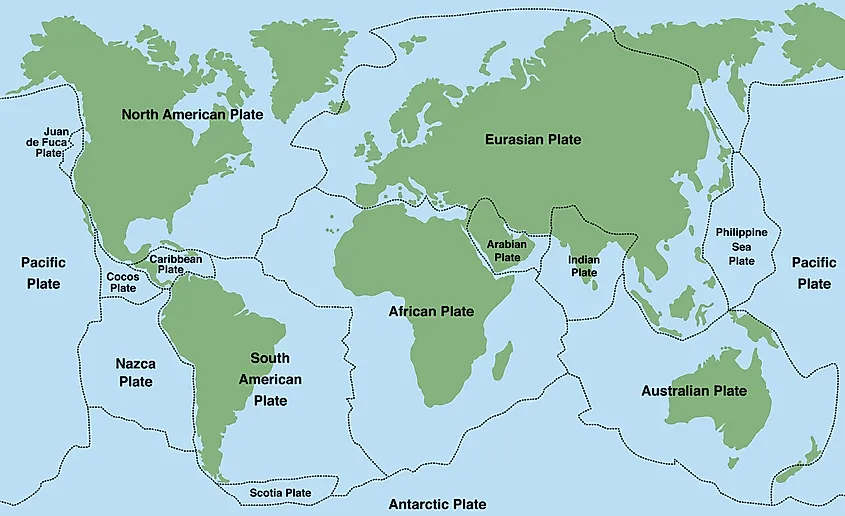 North American Plate
Juan
de Fuca
Plate
Eurasian Plate
Philippine
Sea
Plate
Arabian
Plate
Indian
Plate
Caribbean
Plate
Cocos
Plate
Pacific
Plate
Pacific
Plate
African Plate
Nazca
Plate
South
American
Plate
Australian Plate
Scotia Plate
Antarctic Plate